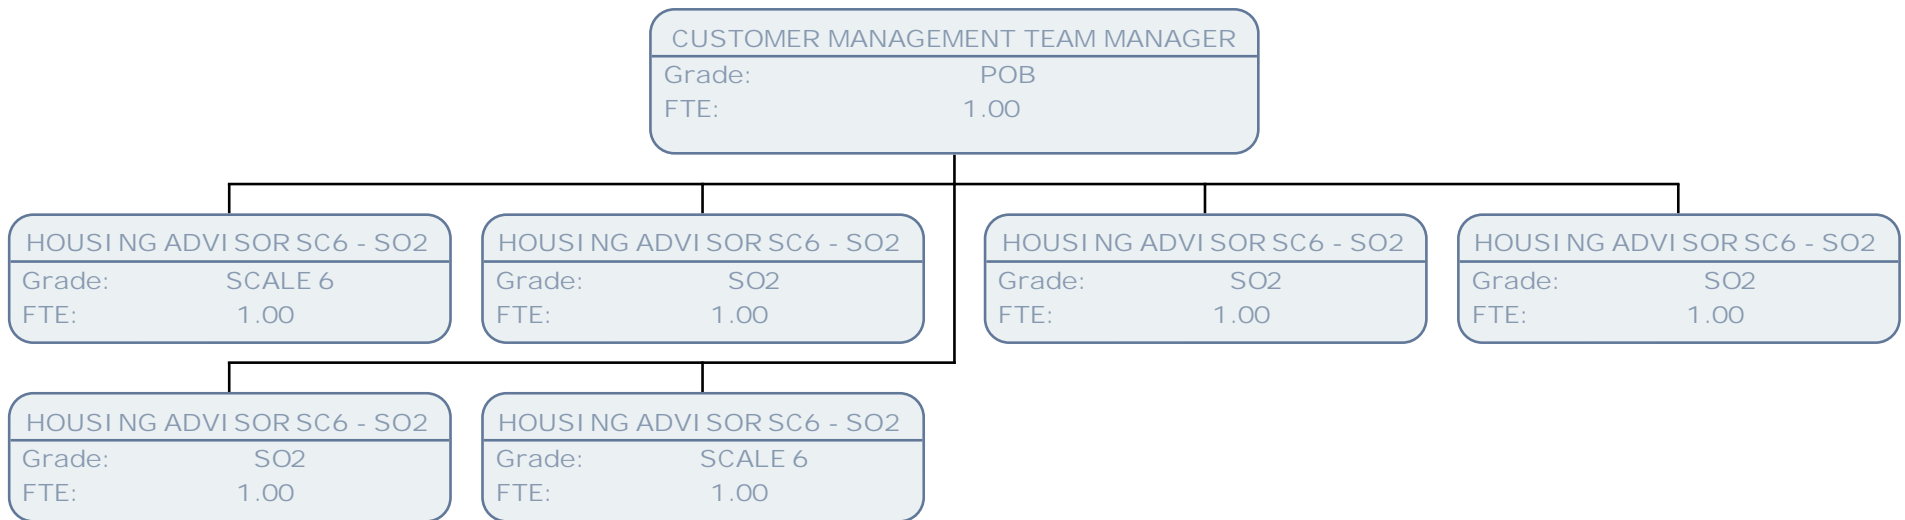 CUSTOMER MANAGEMENT TEAM MANAGER
Grade: POB
FTE: 1.00
HOUSING ADVISOR SC6 - SO2
Grade: SCALE 6
FTE: 1.00
HOUSING ADVISOR SC6 - SO2
Grade: SO2
FTE: 1.00
HOUSING ADVISOR SC6 - SO2
Grade: SO2
FTE: 1.00
HOUSING ADVISOR SC6 - SO2
Grade: SO2
FTE: 1.00
HOUSING ADVISOR SC6 - SO2
Grade: SO2
FTE: 1.00
HOUSING ADVISOR SC6 - SO2
Grade: SCALE 6
FTE: 1.00